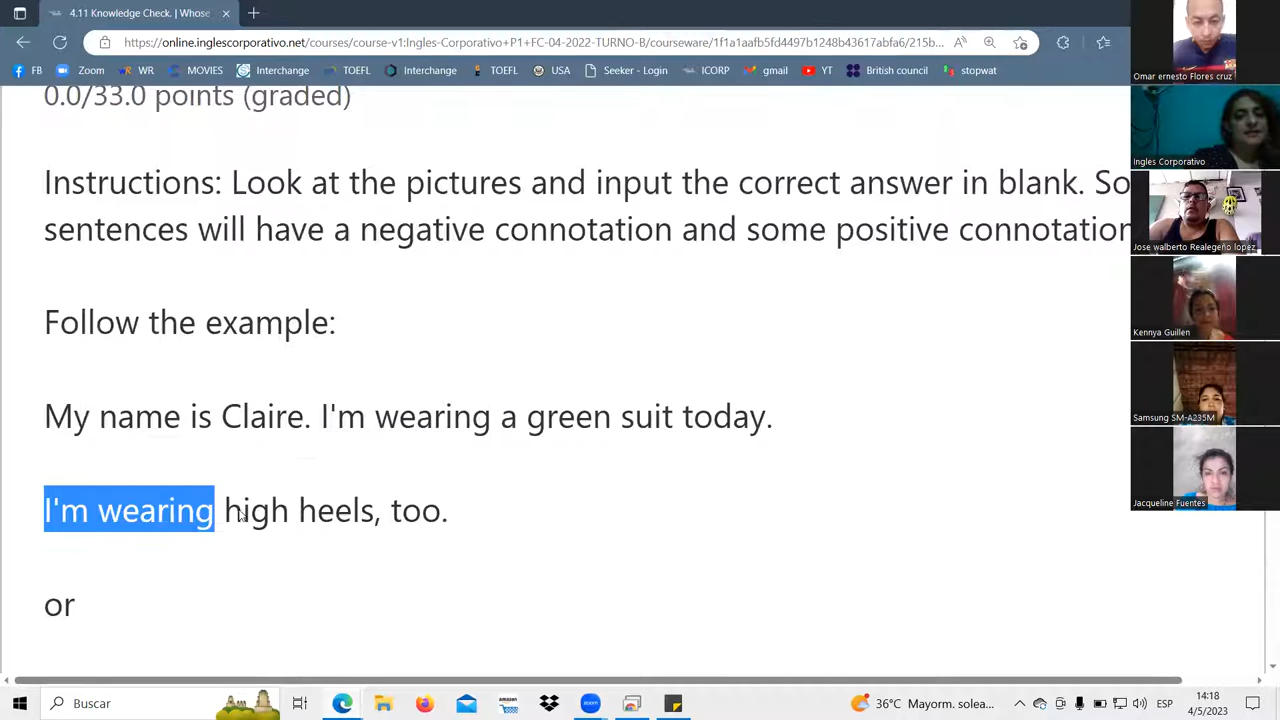 4.11 Knowledge Check. | Whose
https://online.inglescorporativo.net/courses/course-v1:Ingles-Corporativo+P1+FC-04-2022-TURNO-B/courseware/1f1a1aafb5fd4497b1248b43617abfa6/215b...
FB Zoom WR MOVIES Interchange TOEFL Interchange TOEFL USA Seeker - Login ICORP gmail YT British council stopwat
0.0/33.0 points (graded)
Instructions: Look at the pictures and input the correct answer in blank. So
sentences will have a negative connotation and some positive connotation
Follow the example:
My name is Claire. I'm wearing a green suit today.
I'm wearing high heels, too.
or
Omar ernesto Flores cruz
Ingles Corporativo
Jose walberto Realegeño lopez
Kennya Guillen
Samsung SM-A235M
Jacqueline Fuentes
Buscar
zoom
36°C Mayorm. solea...
ESP
14:18
4/5/2023